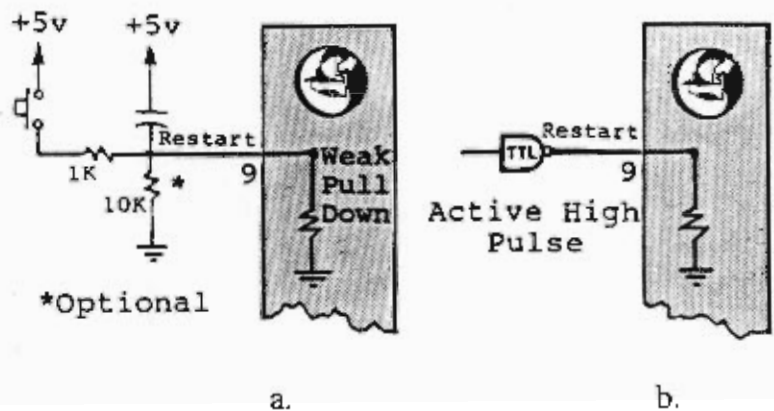 +5v
+5v
Restart
1K
9
Weak
Pull
Down
10K
*
*Optional
a.
TTL
Restart
9
Active High
Pulse
b.